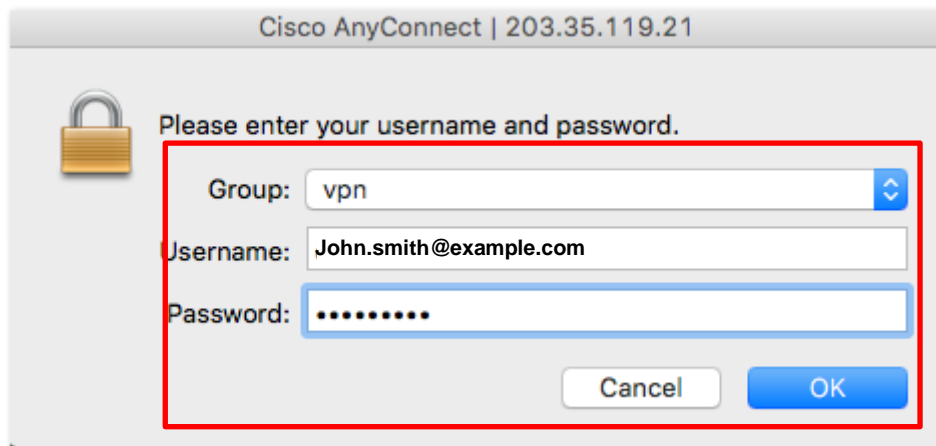 Cisco AnyConnect | 203.35.119.21
Please enter your username and password.
Group: vpn
Username: John.smith@example.com
Password: •••••••••
Cancel OK